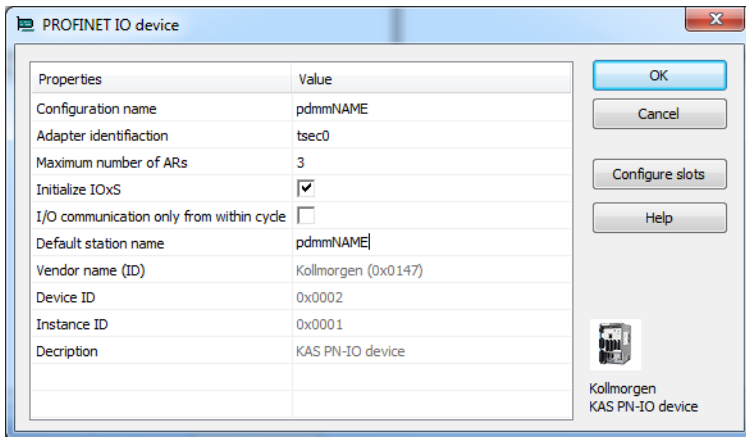 PROFINET IO device
Properties Value
Configuration name pdmmNAME
Adapter identifiaction tsec0
Maximum number of ARs 3
Initialize IOxS
I/O communication only from within cycle
Default station name pdmmNAME
Vendor name (ID) Kollmorgen (0x0147)
Device ID 0x0002
Instance ID 0x0001
Decription KAS PN-IO device
OK
Cancel
Configure slots
Help
Kollmorgen
KAS PN-IO device